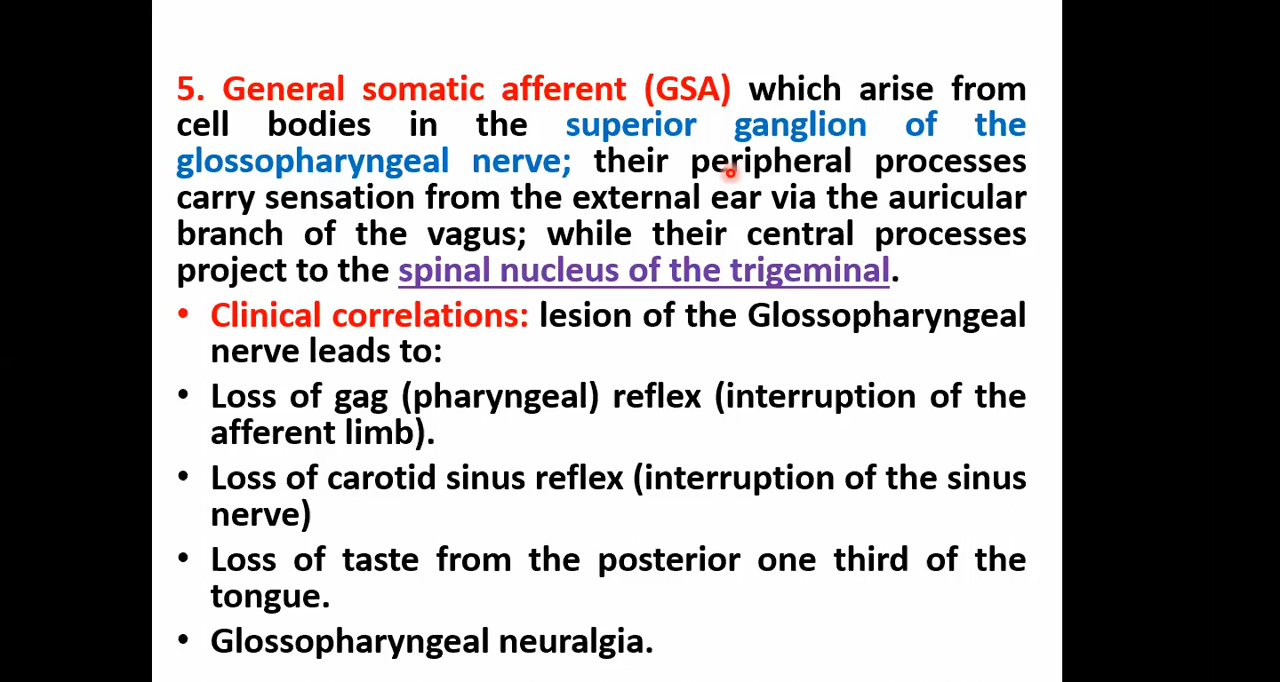 5. General somatic afferent (GSA) which arise from
cell bodies in the superior ganglion of the
glossopharyngeal nerve; their peripheral processes
carry sensation from the external ear via the auricular
branch of the vagus; while their central processes
project to the spinal nucleus of the trigeminal.
• Clinical correlations: lesion of the Glossopharyngeal
nerve leads to:
• Loss of gag (pharyngeal) reflex (interruption of the
afferent limb).
• Loss of carotid sinus reflex (interruption of the sinus
nerve)
• Loss of taste from the posterior one third of the
tongue.
• Glossopharyngeal neuralgia.